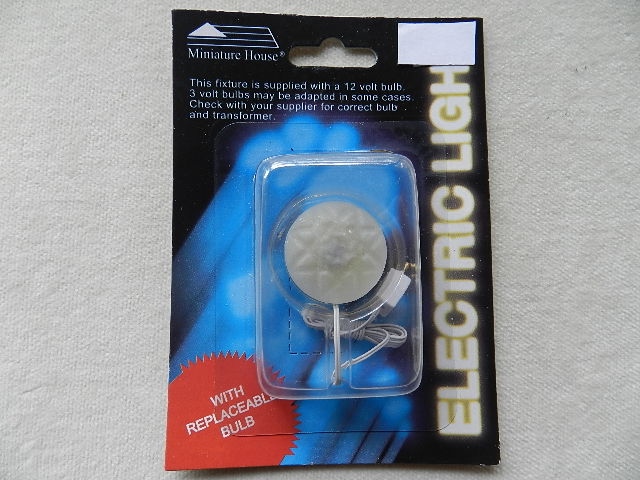 Miniature House®
This fixture is supplied with a 12 volt bulb.
3 volt bulbs may be adapted in some cases.
Check with your supplier for correct bulb
and transformer.
ELECTRIC LIGH
WITH
REPLACEABLE
BULB